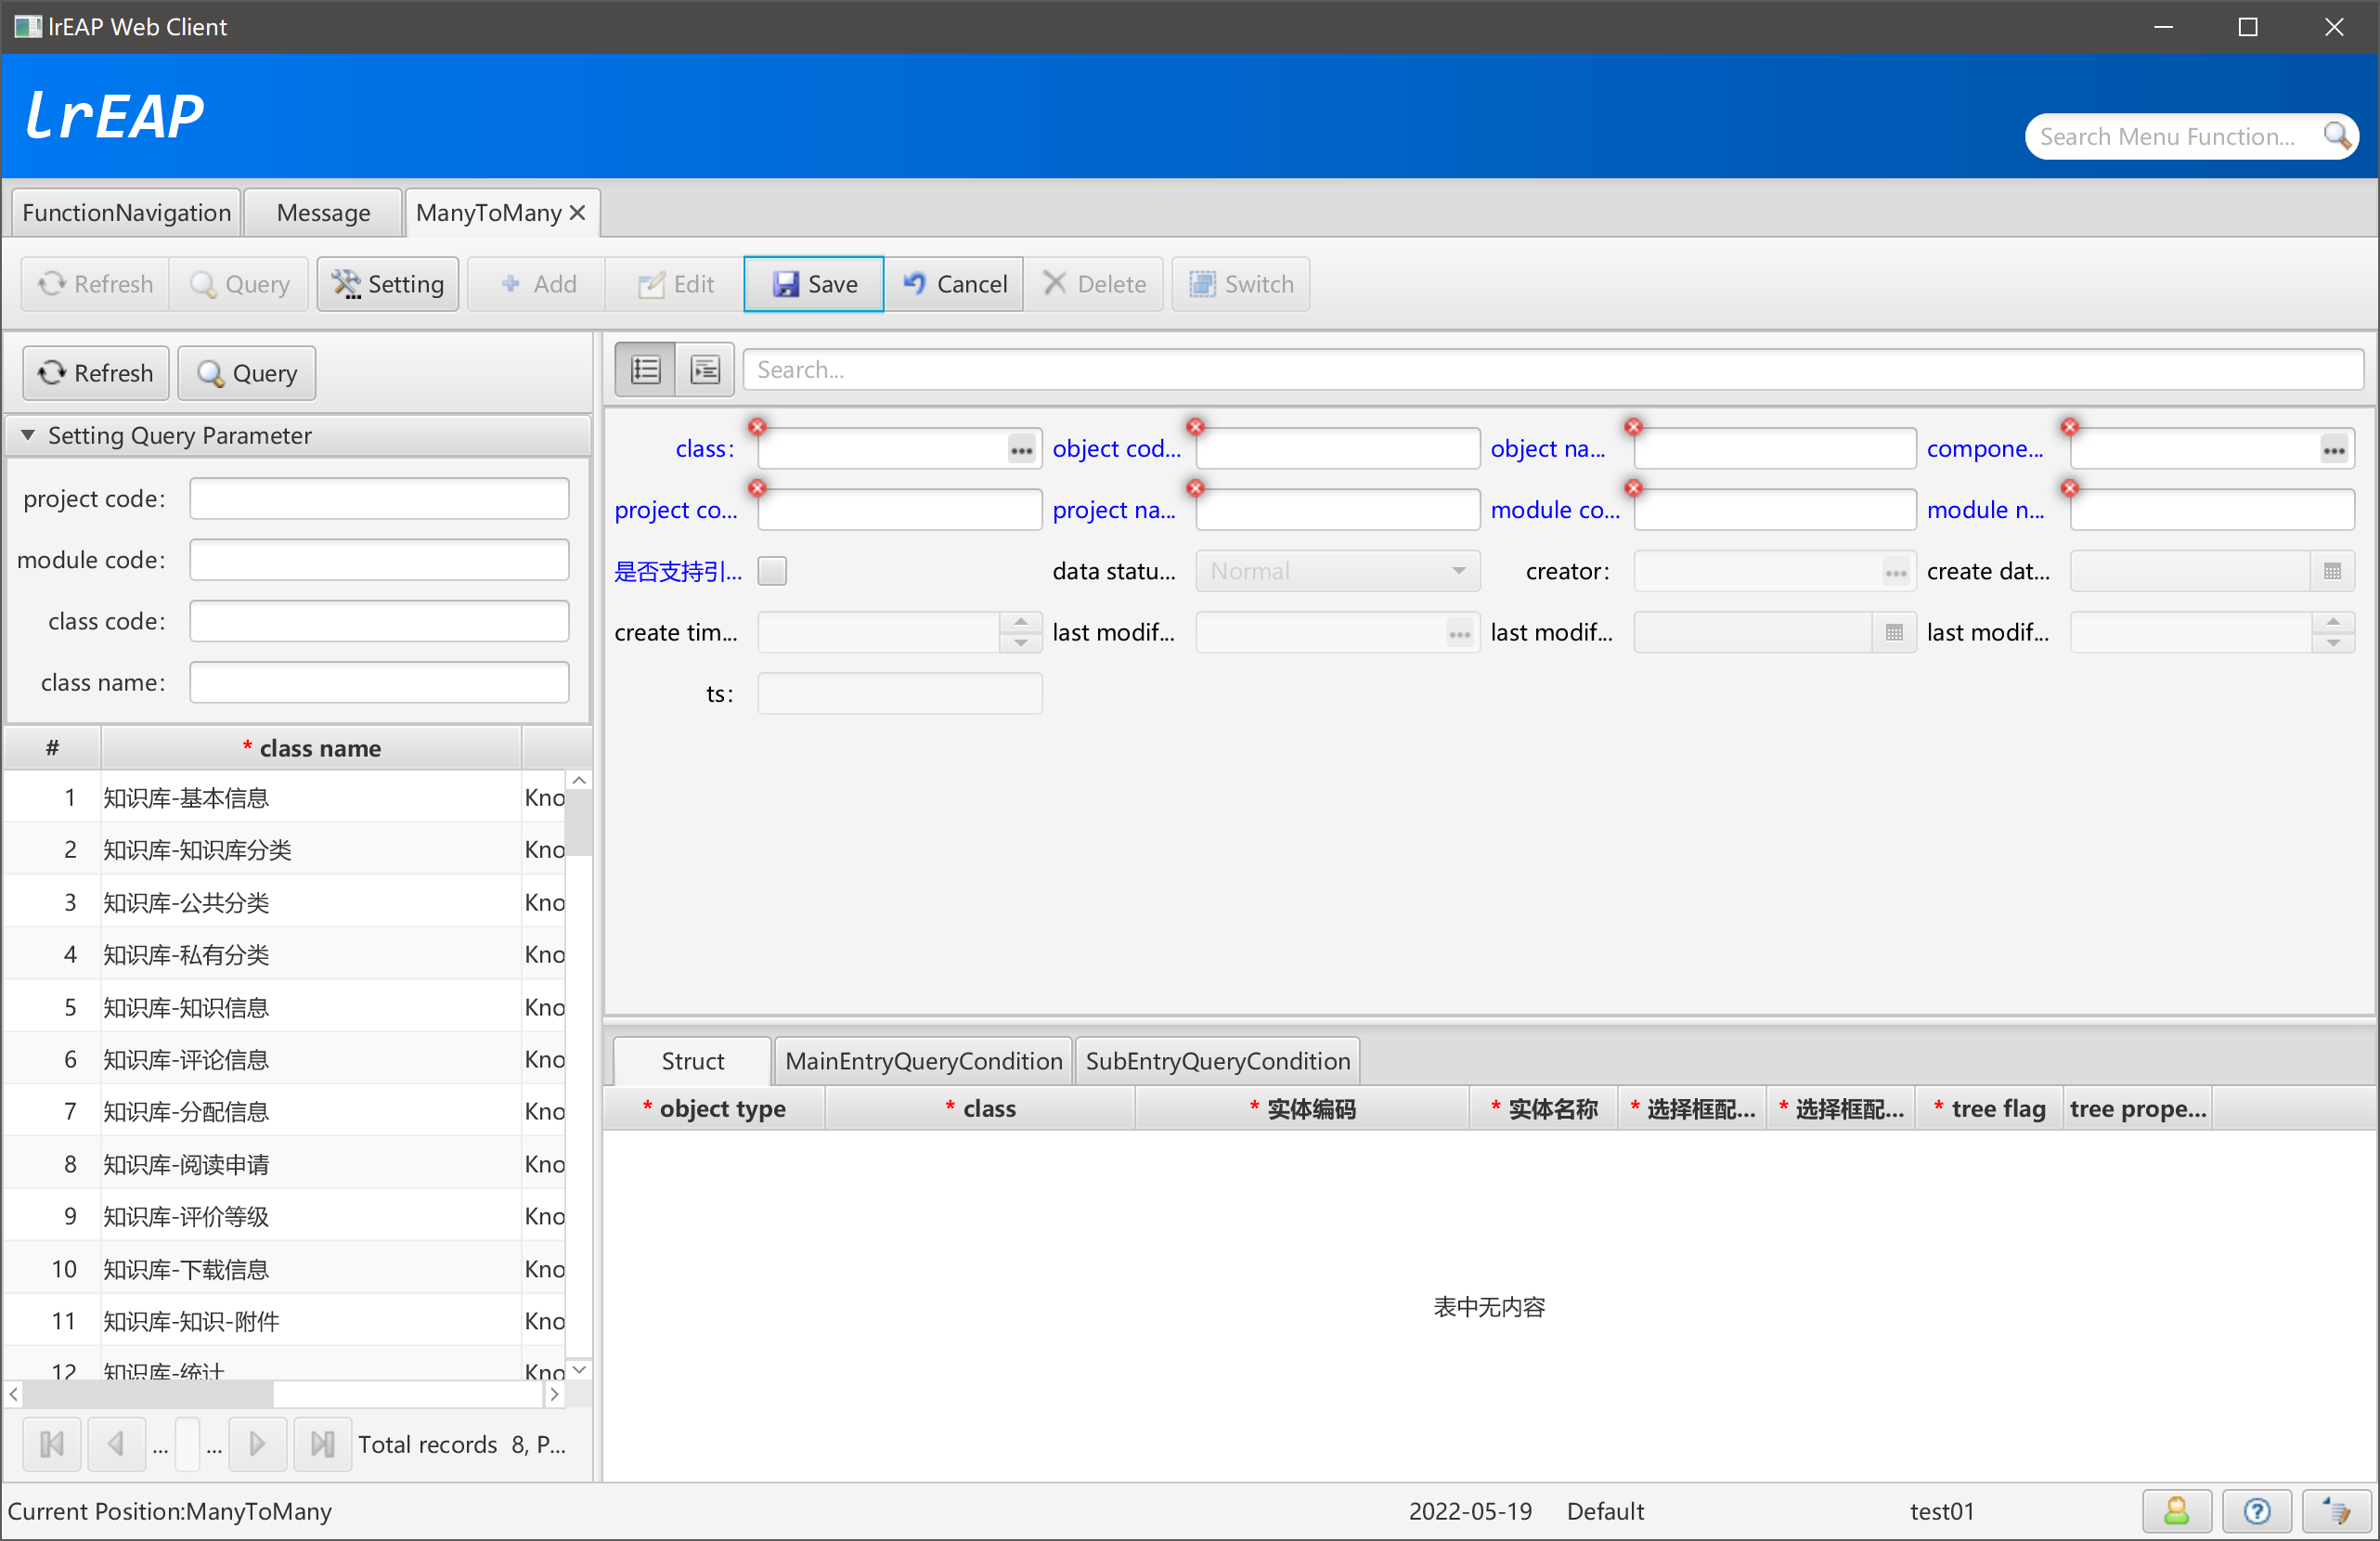 lrEAP Web Client
lrEAP
Search Menu Function...
FunctionNavigation
Message
ManyToMany
Refresh
Query
Setting
Add
Edit
Save
Cancel
Delete
Switch
Refresh
Query
Setting Query Parameter
project code:
module code:
class code:
class name:
# * class name
1 知识库-基本信息 Kno
2 知识库-知识库分类 Kno
3 知识库-公共分类 Kno
4 知识库-私有分类 Kno
5 知识库-知识信息 Kno
6 知识库-评论信息 Kno
7 知识库-分配信息 Kno
8 知识库-阅读申请 Kno
9 知识库-评价等级 Kno
10 知识库-下载信息 Kno
11 知识库-知识-附件 Kno
12 知识库-统计 Kno
... ... Total records 8, P...
Search...
class: object cod... object na... compone...
project co... project na... module co... module n...
是否支持引... data statu... Normal creator: create dat...
create tim... last modif... last modif... last modif...
ts:
Struct
MainEntryQueryCondition
SubEntryQueryCondition
* object type * class * 实体编码 * 实体名称 * 选择框配... * 选择框配... * tree flag tree prope...
表中无内容
Current Position:ManyToMany 2022-05-19 Default test01